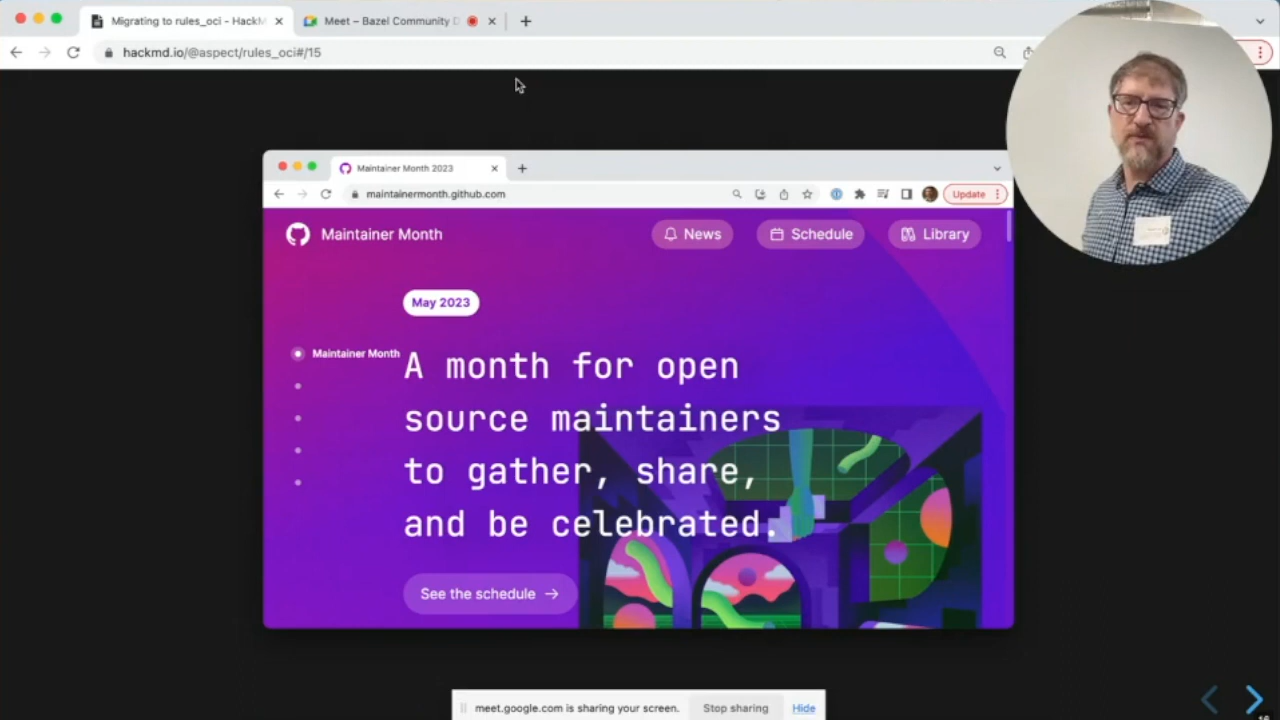 Migrating to rules_oci - HackM
Meet – Bazel Community D
hackmd.io/@aspect/rules_oci#/15
Maintainer Month 2023
maintainermonth.github.com
Update
Maintainer Month
News
Schedule
Library
May 2023
Maintainer Month
A month for open
source maintainers
to gather, share,
and be celebrated.
See the schedule →
meet.google.com is sharing your screen.
Stop sharing
Hide